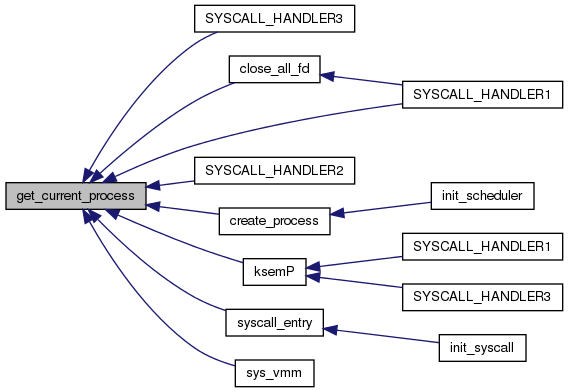 SYSCALL_HANDLER3
close_all_fd
SYSCALL_HANDLER1
SYSCALL_HANDLER2
get_current_process
create_process
init_scheduler
SYSCALL_HANDLER1
ksemP
SYSCALL_HANDLER3
syscall_entry
init_syscall
sys_vmm